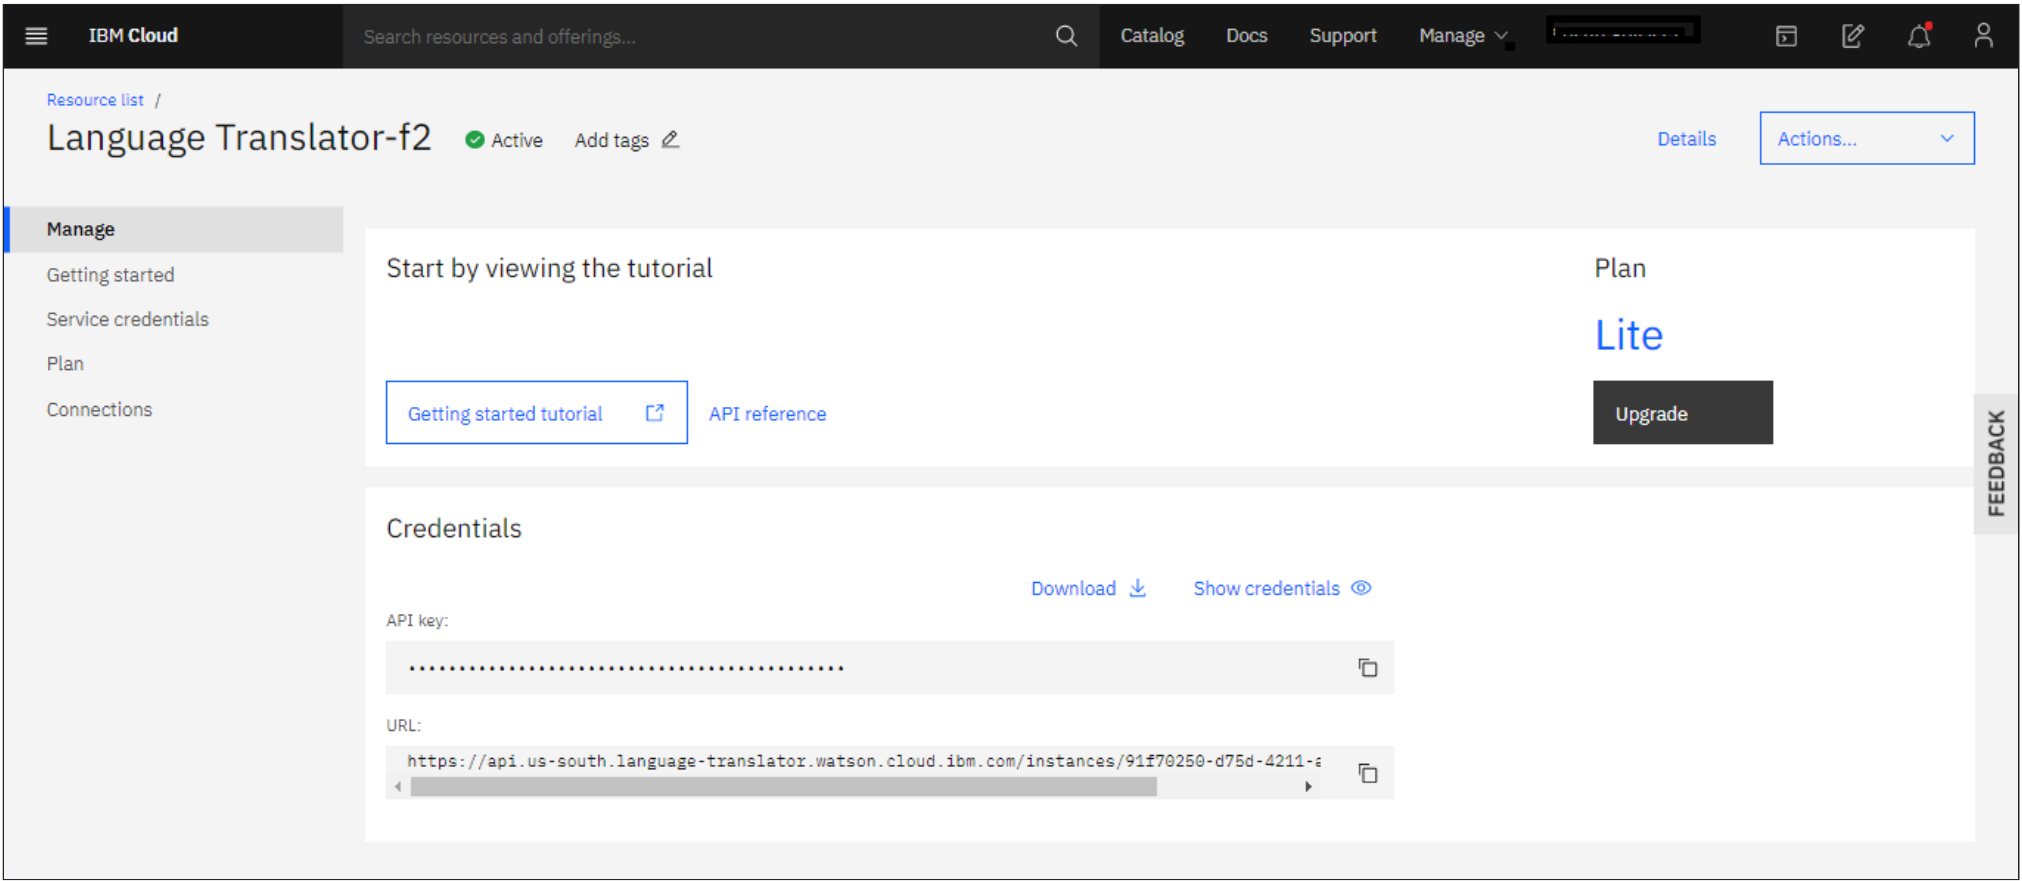 IBM Cloud
Search resources and offerings...
Catalog
Docs
Support
Manage
Resource list /
Language Translator-f2
Active
Add tags
Details
Actions...
Manage
Getting started
Service credentials
Plan
Connections
Start by viewing the tutorial
Getting started tutorial
API reference
Plan
Lite
Upgrade
FEEDBACK
Credentials
Download
Show credentials
API key:
URL:
https://api.us-south.language-translator.watson.cloud.ibm.com/instances/91f70250-d75d-4211-